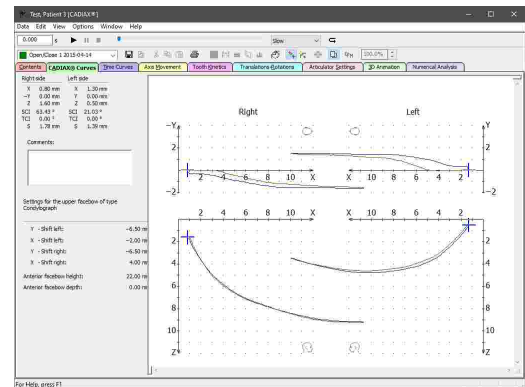 Test, Patient 3 [CADIAX®]
Data Edit View Options Window Help
0.000 s Slow
Open/Close 1 2015-04-14 100.0%
Contents CADIAX® Curves Time Curves Axis Movement Tooth Kinetics Translations-Rotations Articulator Settings 3D Animation Numerical Analysis
Right side Left side
X 0.80 mm X 1.30 mm
-Y 0.00 mm Y 0.00 mm
Z 1.60 mm Z 0.50 mm
SCI 63.43 ° SCI 21.03 °
TCI 0.00 ° TCI 0.00 °
S 1.78 mm S 1.39 mm
Comments:
Settings for the upper facebow of type
Condylograph
Y - Shift left: -6.50 m
X - Shift left: -2.00 m
Y - Shift right: -6.50 m
X - Shift right: 4.00 m
Anterior facebow height: 22.00 m
Anterior facebow depth: 0.00 m
Right Left
-Y Y
2 4 6 8 10 X X 10 8 6 4 2
-2 -2
2 4 6 8 10 X X 10 8 6 4 2
2 2
4 4
6 6
8 8
10 10
Z Z
For Help, press F1